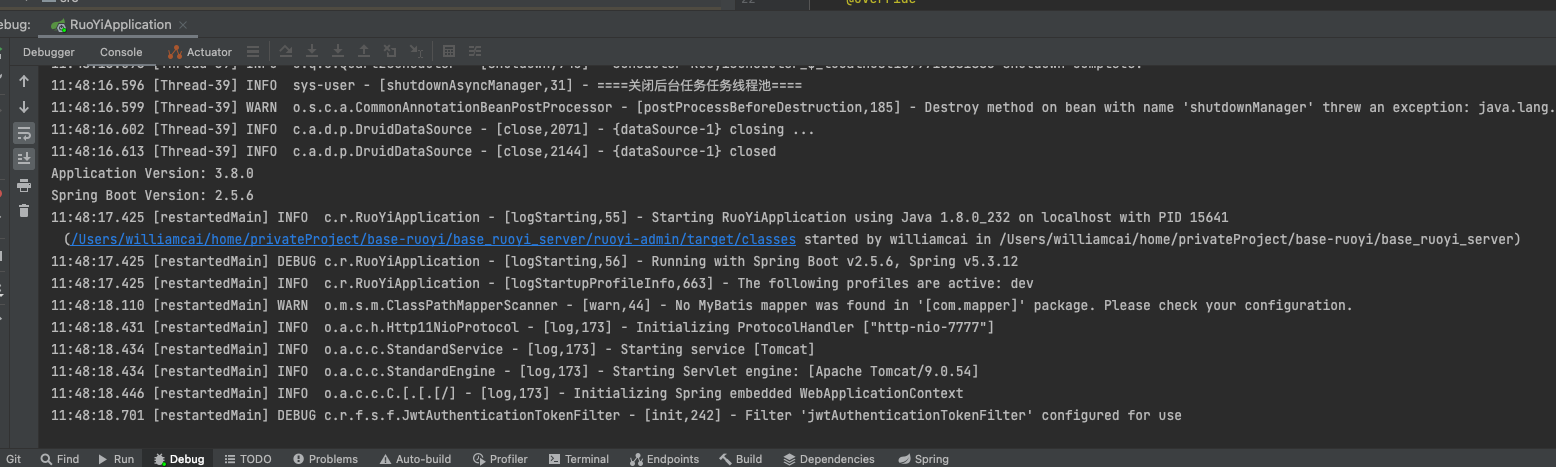 src
22 @Override
ebug: RuoYiApplication
Debugger Console Actuator
11:48:16.596 [Thread-39] INFO  sys-user - [shutdownAsyncManager,31] - ====关闭后台任务任务线程池====
11:48:16.599 [Thread-39] WARN  o.s.c.a.CommonAnnotationBeanPostProcessor - [postProcessBeforeDestruction,185] - Destroy method on bean with name 'shutdownManager' threw an exception: java.lang.
11:48:16.602 [Thread-39] INFO  c.a.d.p.DruidDataSource - [close,2071] - {dataSource-1} closing ...
11:48:16.613 [Thread-39] INFO  c.a.d.p.DruidDataSource - [close,2144] - {dataSource-1} closed
Application Version: 3.8.0
Spring Boot Version: 2.5.6
11:48:17.425 [restartedMain] INFO  c.r.RuoYiApplication - [logStarting,55] - Starting RuoYiApplication using Java 1.8.0_232 on localhost with PID 15641
(/Users/williamcai/home/privateProject/base-ruoyi/base_ruoyi_server/ruoyi-admin/target/classes started by williamcai in /Users/williamcai/home/privateProject/base-ruoyi/base_ruoyi_server)
11:48:17.425 [restartedMain] DEBUG c.r.RuoYiApplication - [logStarting,56] - Running with Spring Boot v2.5.6, Spring v5.3.12
11:48:17.425 [restartedMain] INFO  c.r.RuoYiApplication - [logStartupProfileInfo,663] - The following profiles are active: dev
11:48:18.110 [restartedMain] WARN  o.m.s.m.ClassPathMapperScanner - [warn,44] - No MyBatis mapper was found in '[com.mapper]' package. Please check your configuration.
11:48:18.431 [restartedMain] INFO  o.a.c.h.Http11NioProtocol - [log,173] - Initializing ProtocolHandler ["http-nio-7777"]
11:48:18.434 [restartedMain] INFO  o.a.c.c.StandardService - [log,173] - Starting service [Tomcat]
11:48:18.434 [restartedMain] INFO  o.a.c.c.StandardEngine - [log,173] - Starting Servlet engine: [Apache Tomcat/9.0.54]
11:48:18.446 [restartedMain] INFO  o.a.c.c.C.[.[.[/] - [log,173] - Initializing Spring embedded WebApplicationContext
11:48:18.701 [restartedMain] DEBUG c.r.f.s.f.JwtAuthenticationTokenFilter - [init,242] - Filter 'jwtAuthenticationTokenFilter' configured for use
Git Find Run Debug TODO Problems Auto-build Profiler Terminal Endpoints Build Dependencies Spring